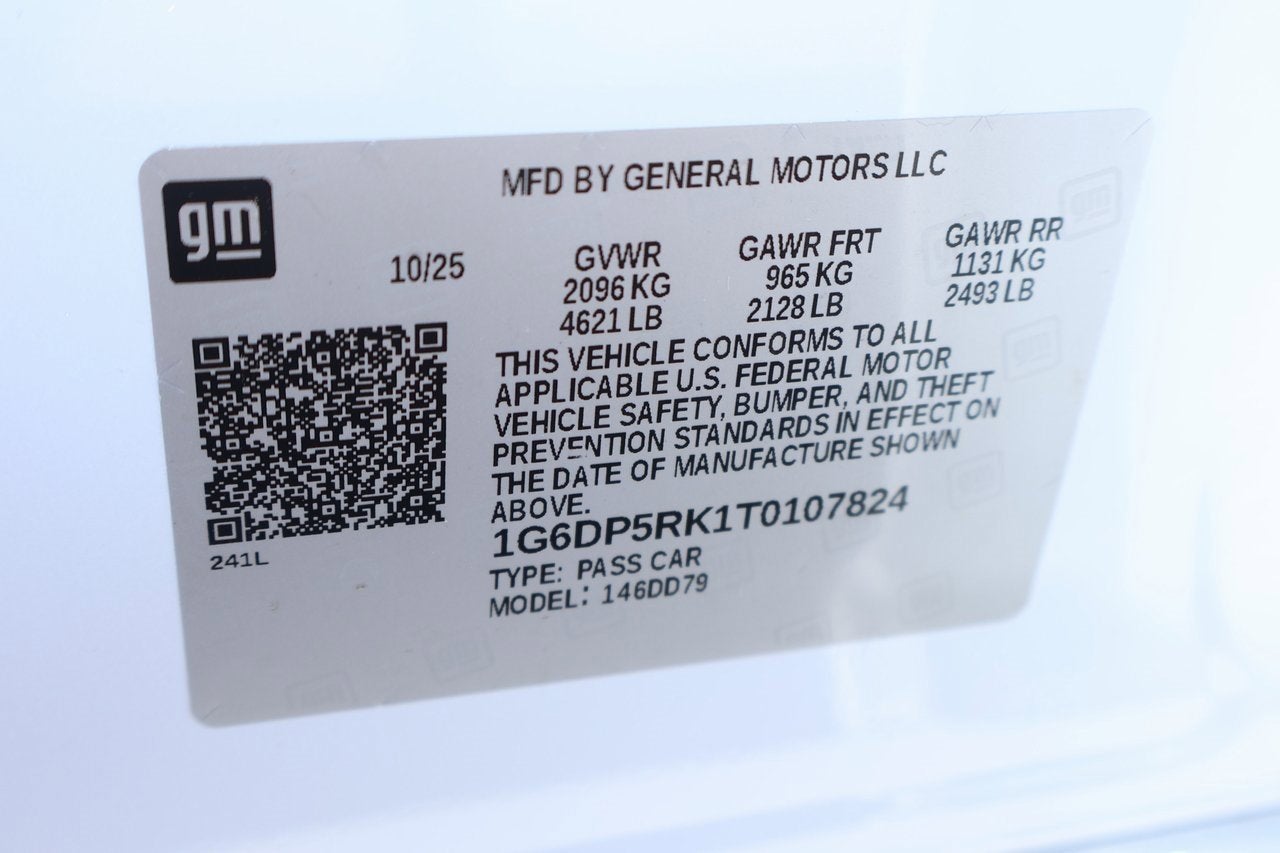 gm
MFD BY GENERAL MOTORS LLC
10/25
GVWR
2096 KG
4621 LB
GAWR FRT
965 KG
2128 LB
GAWR RR
1131 KG
2493 LB
THIS VEHICLE CONFORMS TO ALL
APPLICABLE U.S. FEDERAL MOTOR
VEHICLE SAFETY, BUMPER, AND THEFT
PREVENTION STANDARDS IN EFFECT ON
THE DATE OF MANUFACTURE SHOWN
ABOVE.
1G6DP5RK1T0107824
TYPE: PASS CAR
MODEL: 146DD79
241L